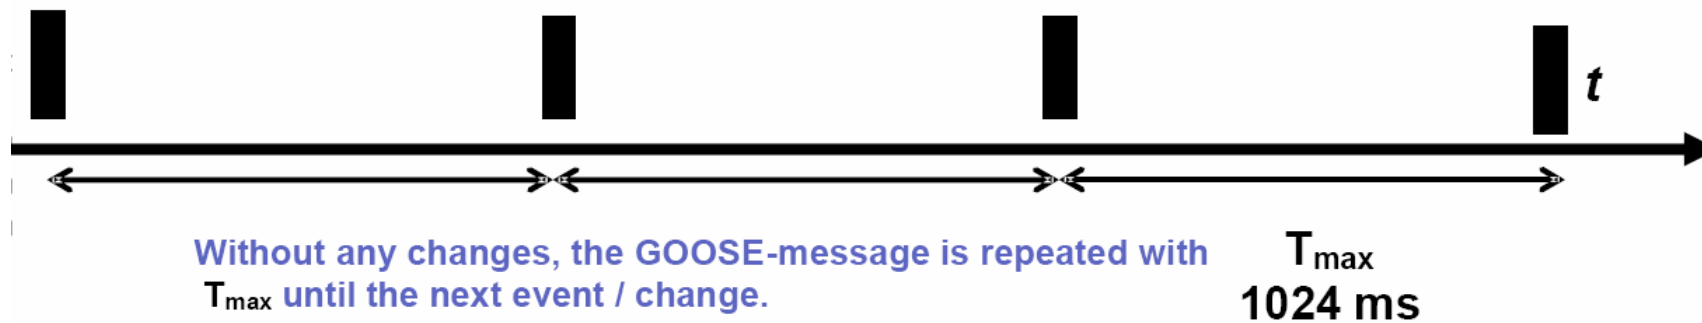 t
Without any changes, the GOOSE-message is repeated with
Tmax until the next event / change.
Tmax
1024 ms